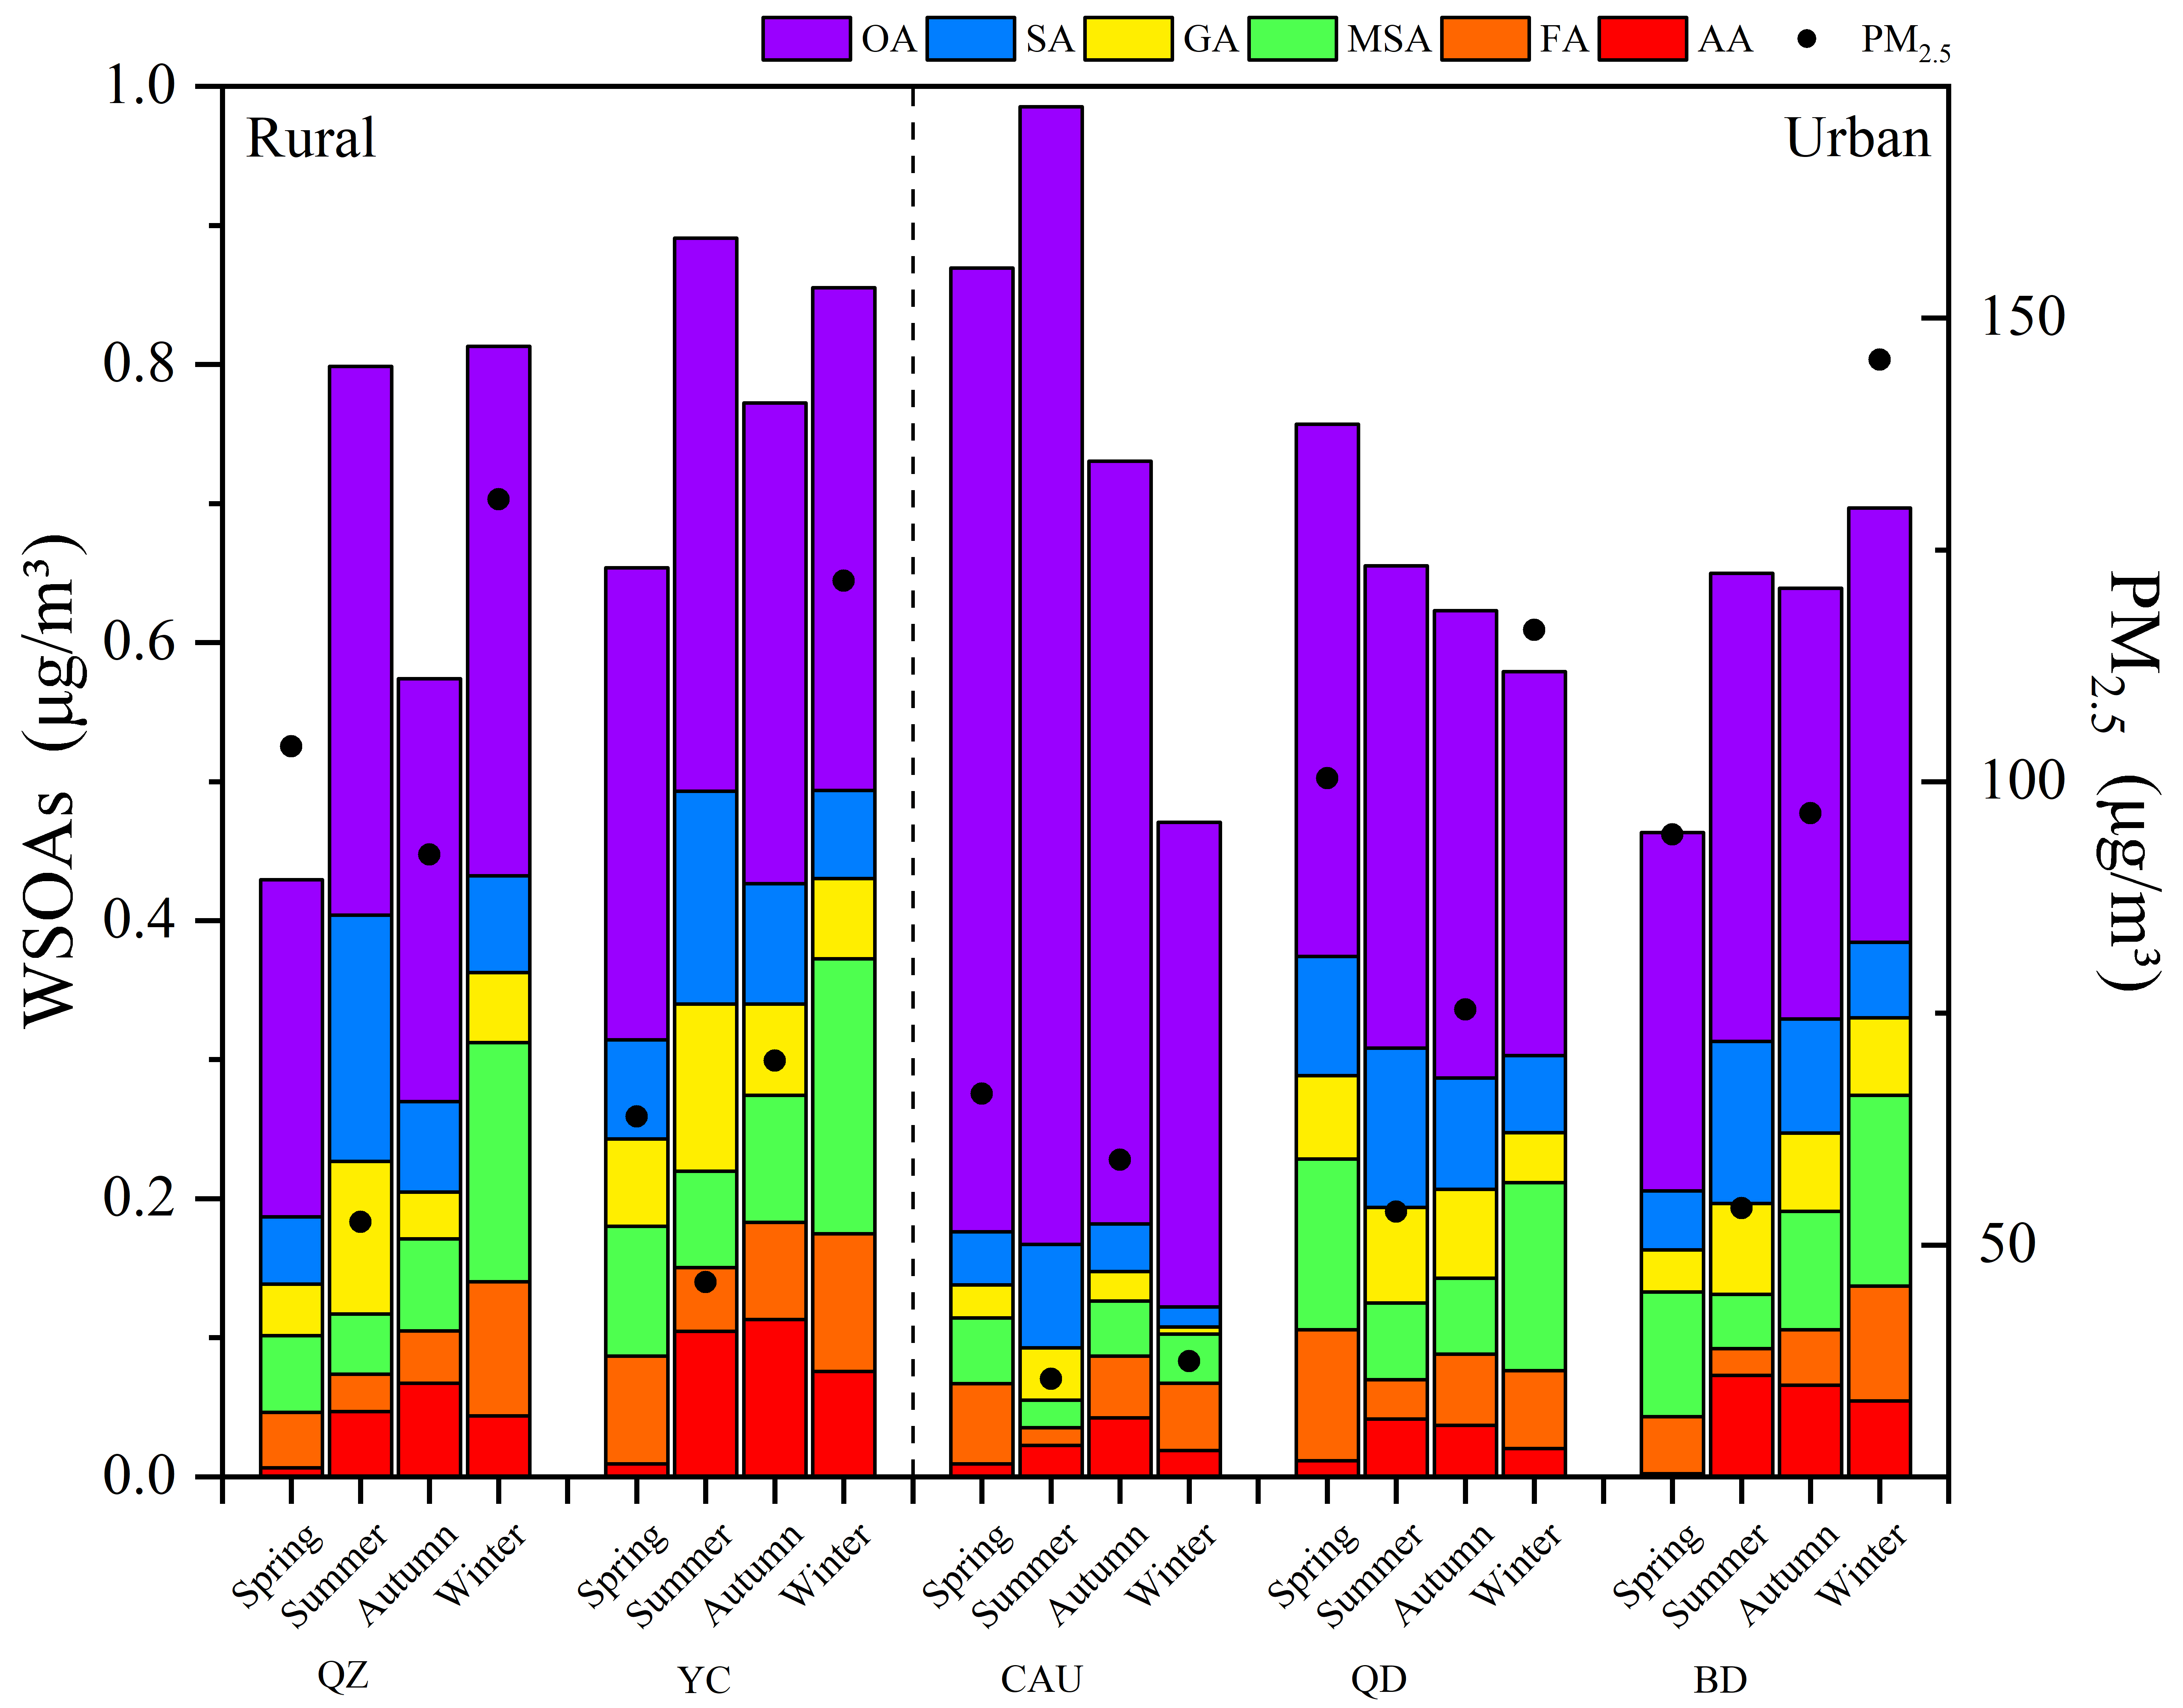 OA SA GA MSA FA AA PM2.5
Rural
Urban
1.0
0.8
0.6
0.4
0.2
0.0
WSOAs (μg/m³)
150
100
50
PM2.5 (μg/m³)
Spring Summer Autumn Winter Spring Summer Autumn Winter Spring Summer Autumn Winter Spring Summer Autumn Winter Spring Summer Autumn Winter
QZ YC CAU QD BD